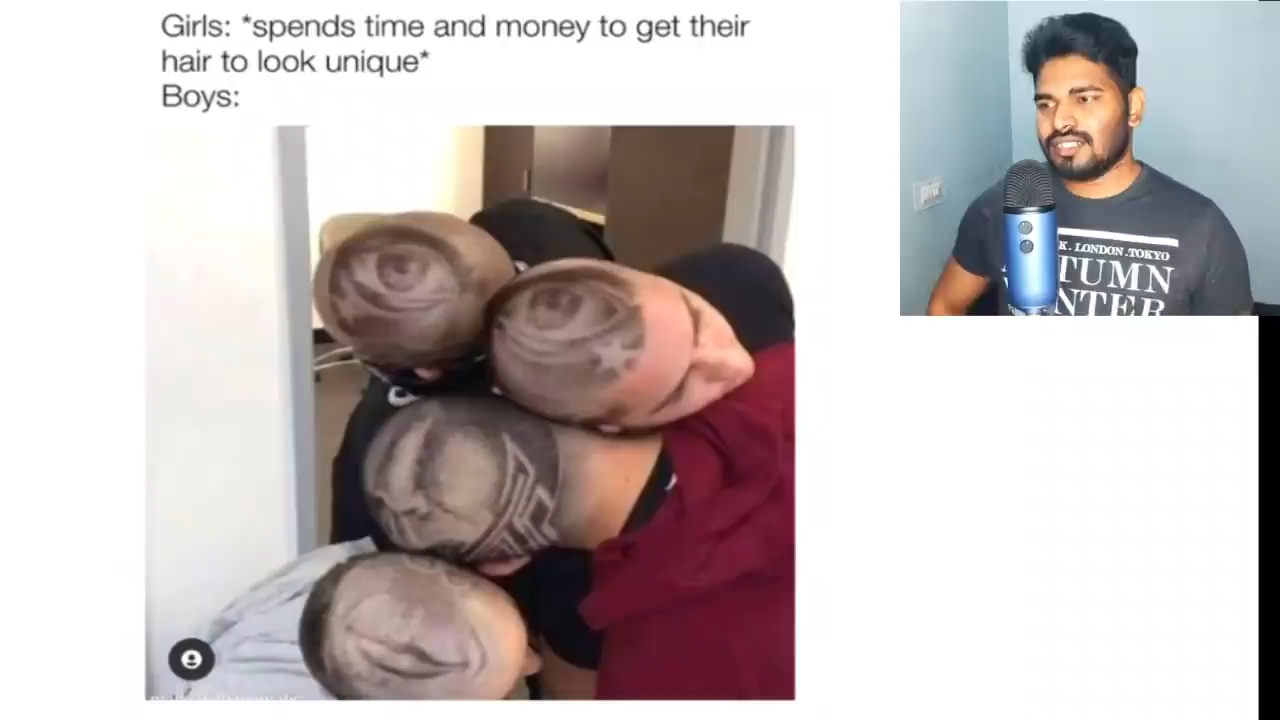 Girls: *spends time and money to get their
hair to look unique*
Boys:
K. LONDON.TOKYO
TUMN
NTER